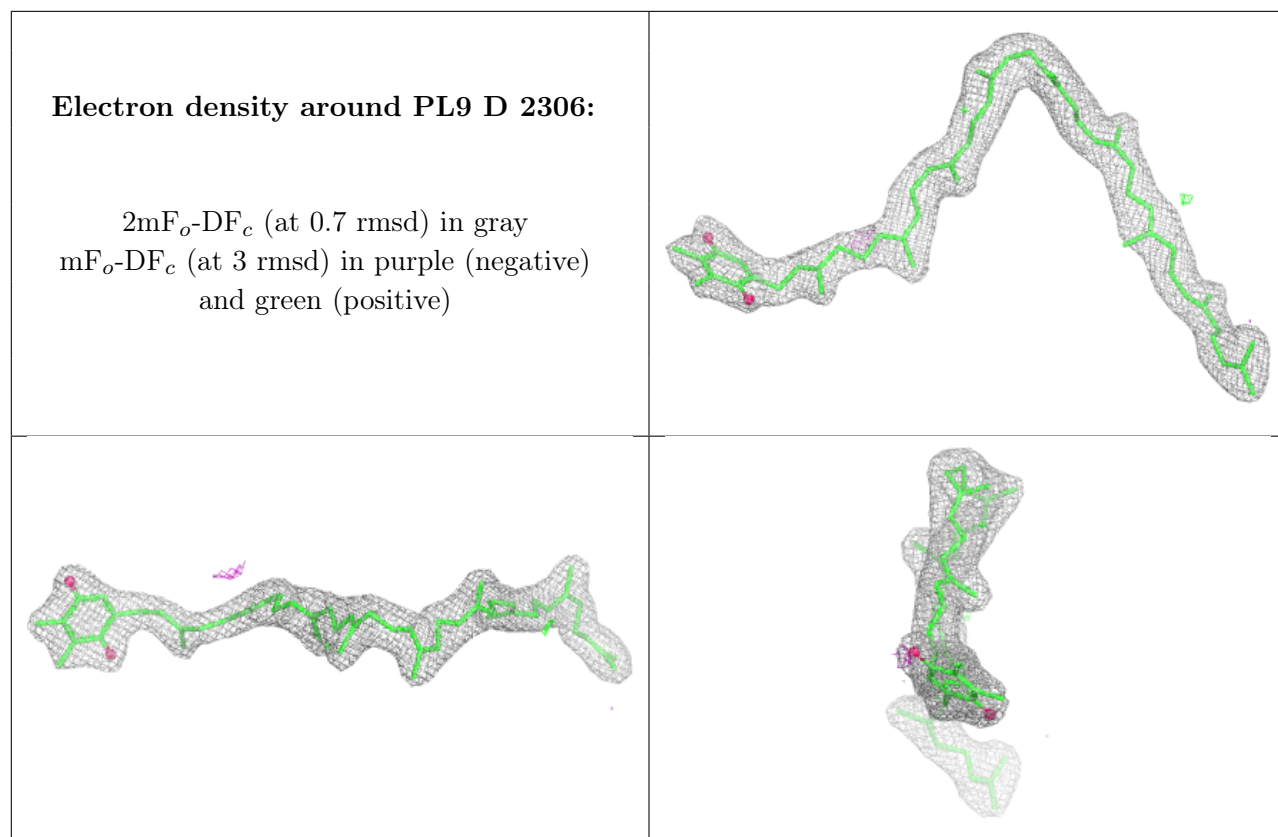 Electron density around PL9 D 2306:
2mFo-DFc (at 0.7 rmsd) in gray
mFo-DFc (at 3 rmsd) in purple (negative)
and green (positive)